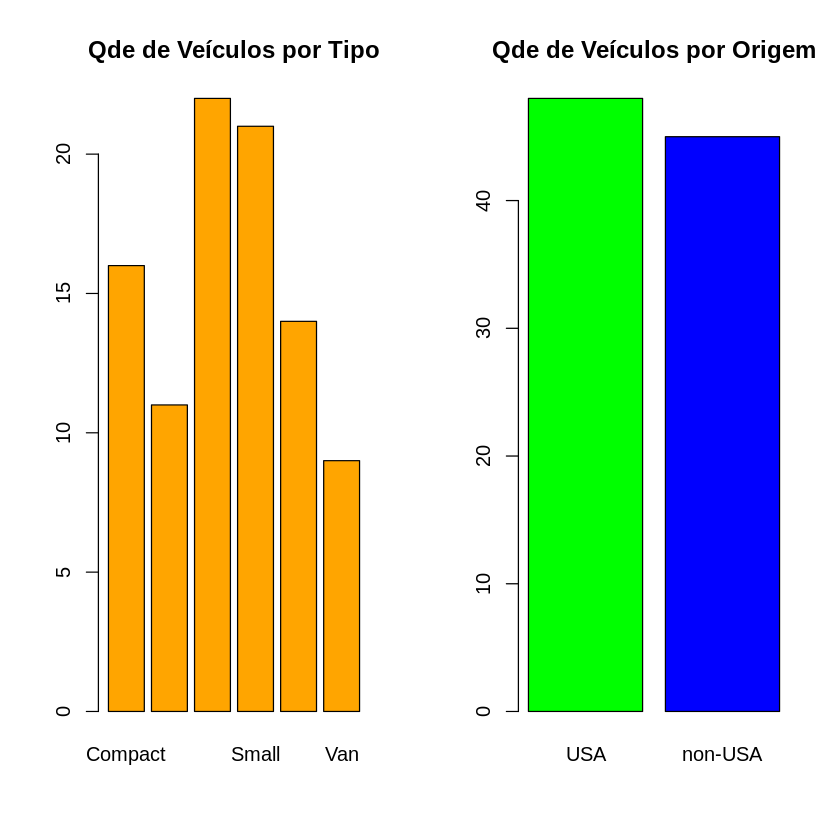 Qde de Veículos por Tipo
20
15
10
5
0
Compact Small Van
Qde de Veículos por Origem
40
30
20
10
0
USA non-USA